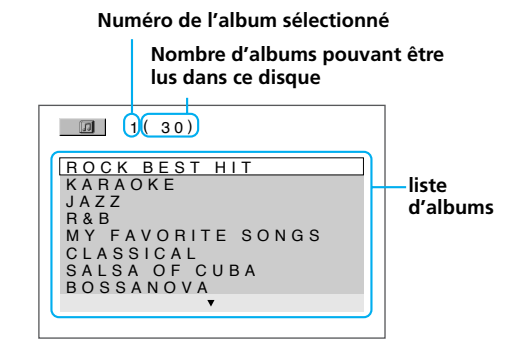 Numéro de l'album sélectionné
Nombre d'albums pouvant être
lus dans ce disque
1 ( 30)
ROCK BEST HIT
KARAOKE
JAZZ
R&B
MY FAVORITE SONGS
CLASSICAL
SALSA OF CUBA
BOSSANOVA
liste
d'albums